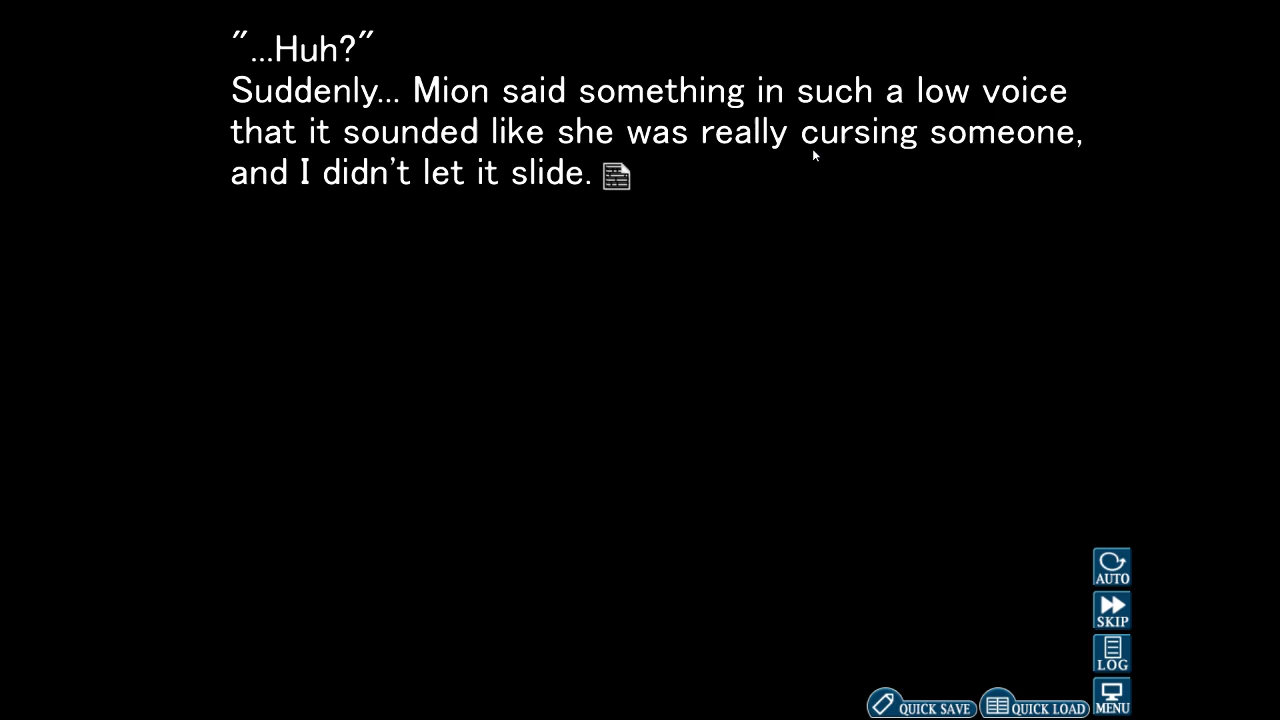 "...Huh?"
Suddenly... Mion said something in such a low voice
that it sounded like she was really cursing someone,
and I didn't let it slide.
AUTO
SKIP
LOG
MENU
QUICK SAVE
QUICK LOAD